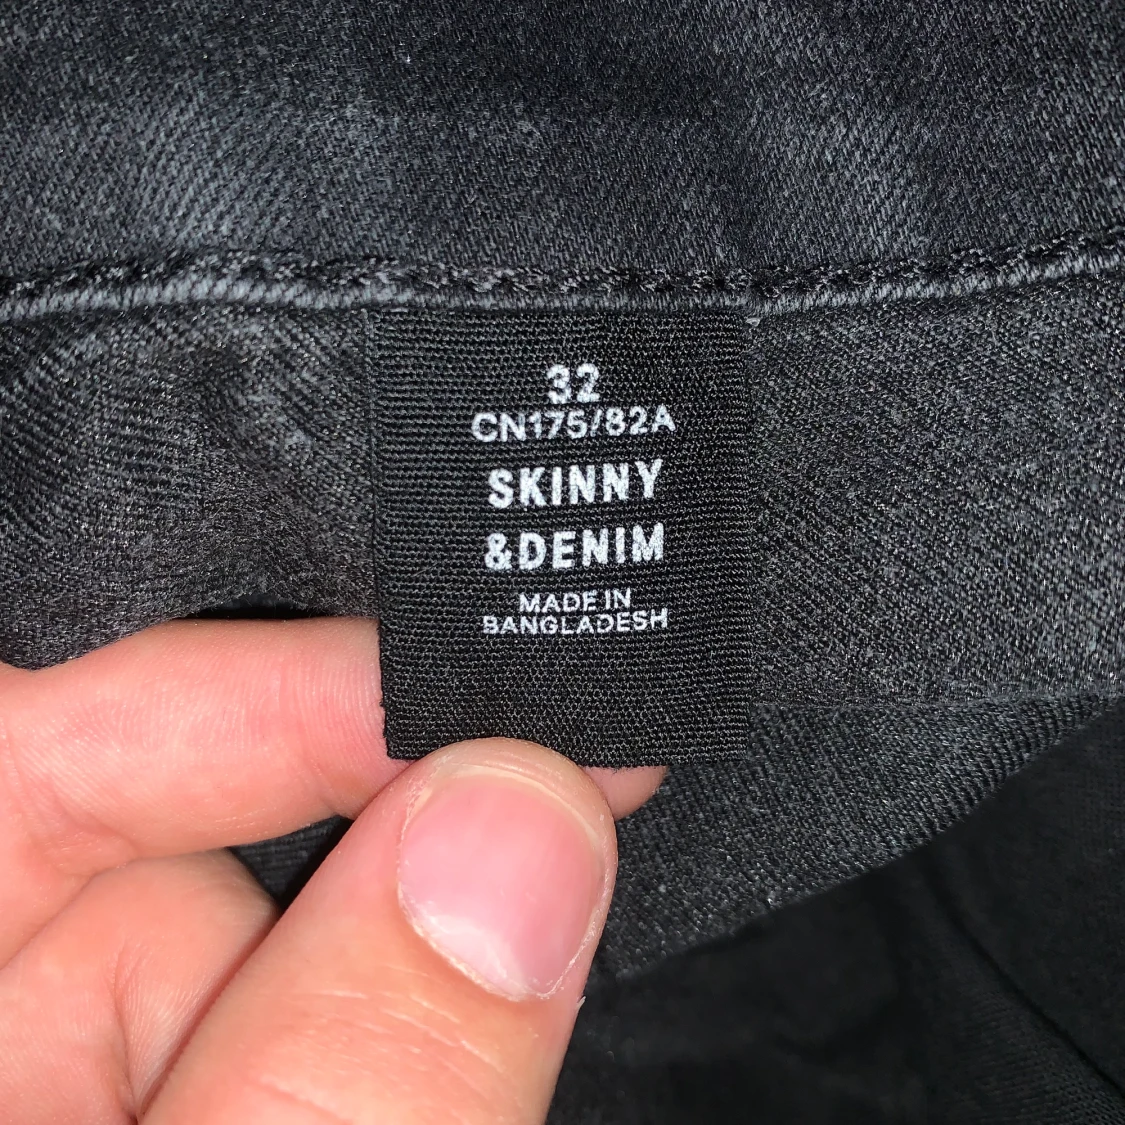 32
CN175/82A
SKINNY
&DENIM
MADE IN
BANGLADESH